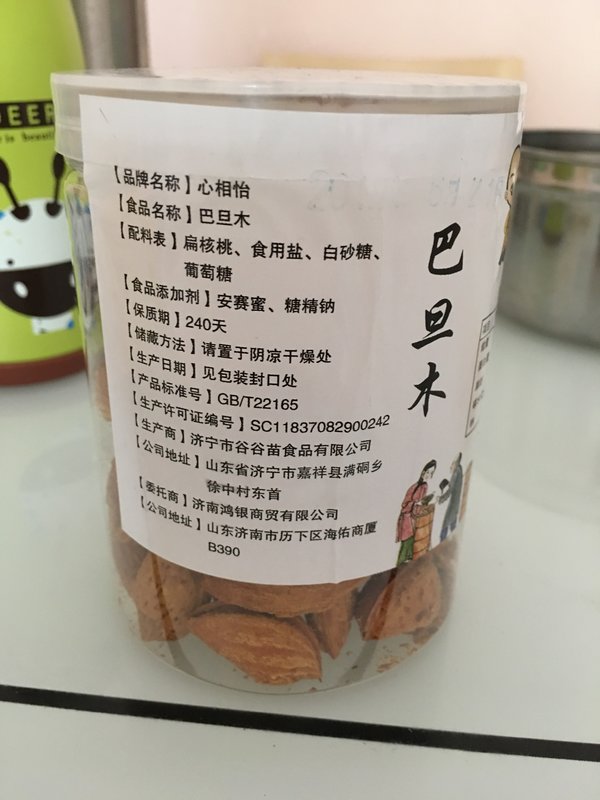 【品牌名称】心相怡
【食品名称】巴旦木
【配料表】扁核桃、食用盐、白砂糖、
葡萄糖
【食品添加剂】安赛蜜、糖精钠
【保质期】240天
【储藏方法】请置于阴凉干燥处
【生产日期】见包装封口处
【产品标准号】GB/T22165
【生产许可证编号】SC11837082900242
【生产商】济宁市谷谷苗食品有限公司
【公司地址】山东省济宁市嘉祥县满硐乡
徐中村东首
【委托商】济南鸿银商贸有限公司
【公司地址】山东济南市历下区海佑商厦
B390
巴旦木
DEER